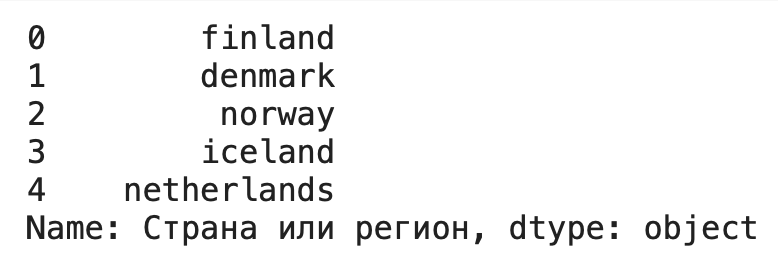 0        finland
1        denmark
2         norway
3        iceland
4    netherlands
Name: Страна или регион, dtype: object